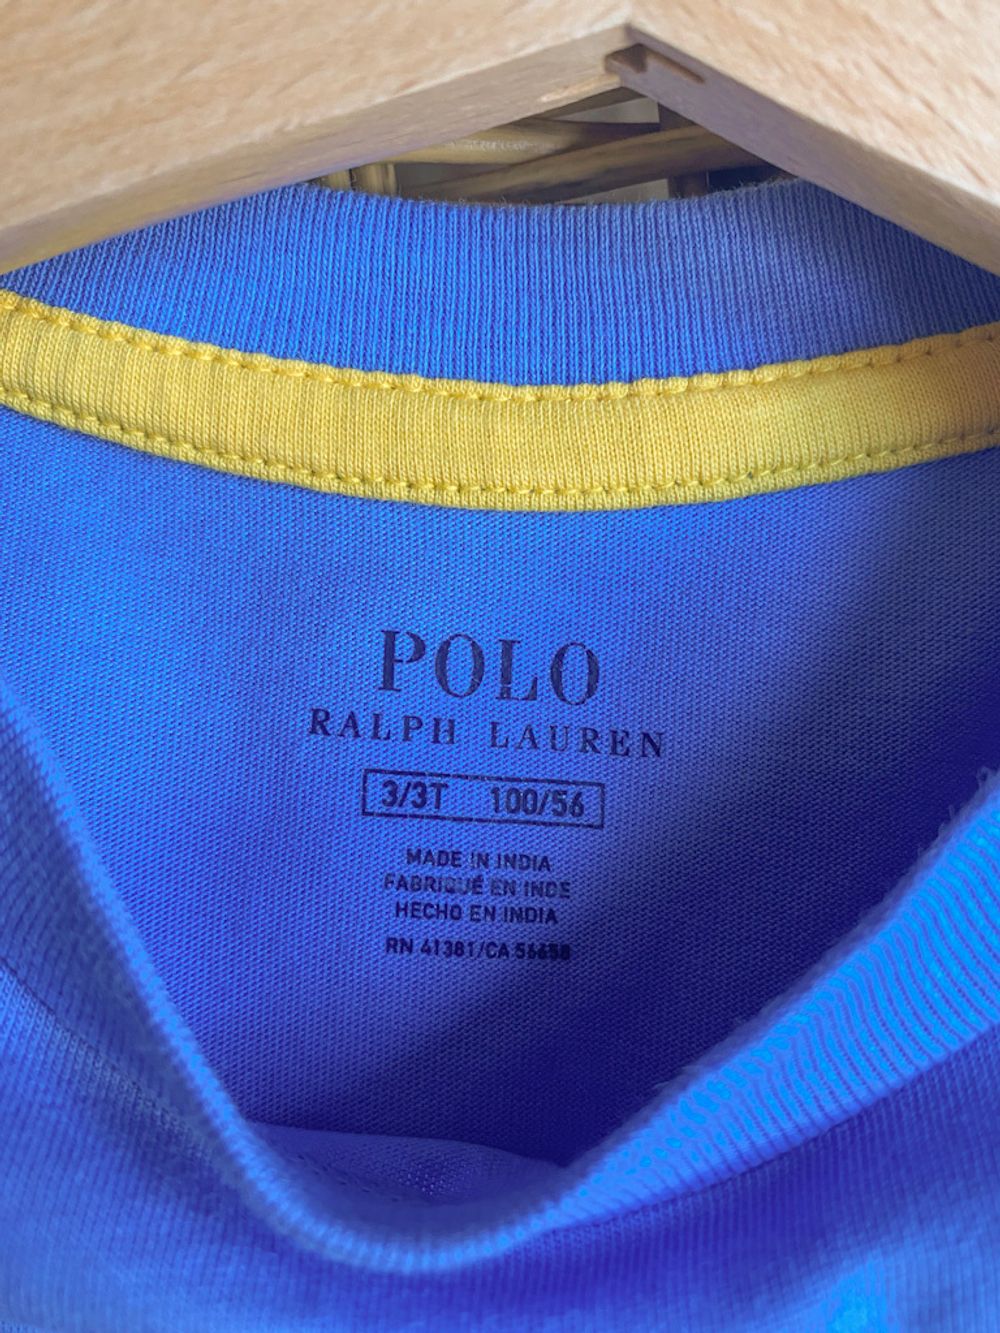 POLO
RALPH LAUREN
3/3T 100/56
MADE IN INDIA
FABRIQUÉ EN INDE
HECHO EN INDIA
RN 41381/CA 56658